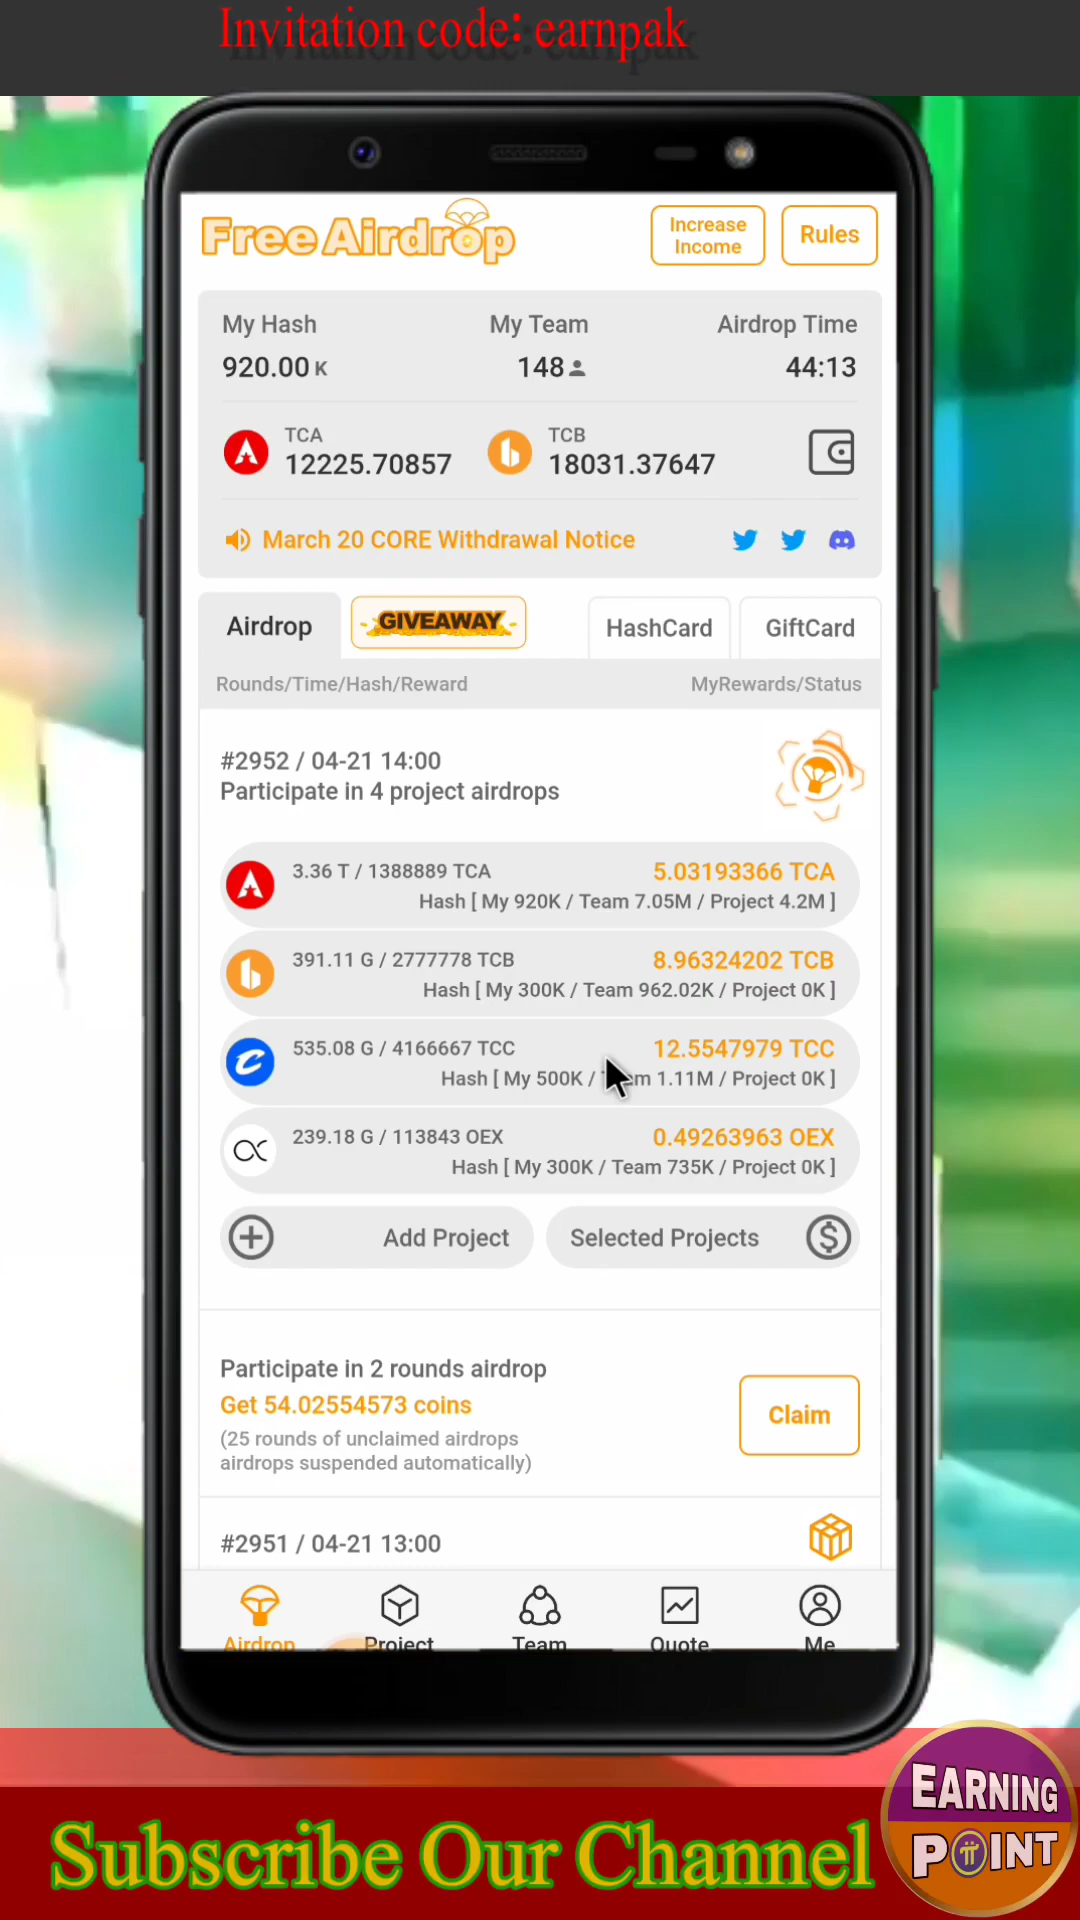 Invitation code: earnpak
Free Airdrop
Increase
Income
Rules
My Hash
My Team
Airdrop Time
920.00 K
148
44:13
TCA
12225.70857
TCB
18031.37647
March 20 CORE Withdrawal Notice
Airdrop
GIVEAWAY
HashCard
GiftCard
Rounds/Time/Hash/Reward
MyRewards/Status
#2952 / 04-21 14:00
Participate in 4 project airdrops
3.36 T / 1388889 TCA
5.03193366 TCA
Hash [ My 920K / Team 7.05M / Project 4.2M ]
391.11 G / 2777778 TCB
8.96324202 TCB
Hash [ My 300K / Team 962.02K / Project 0K ]
535.08 G / 4166667 TCC
12.5547979 TCC
Hash [ My 500K / Team 1.11M / Project 0K ]
239.18 G / 113843 OEX
0.49263963 OEX
Hash [ My 300K / Team 735K / Project 0K ]
Add Project
Selected Projects
Participate in 2 rounds airdrop
Get 54.02554573 coins
(25 rounds of unclaimed airdrops
airdrops suspended automatically)
Claim
#2951 / 04-21 13:00
Airdrop
Project
Team
Quote
Me
Subscribe Our Channel
EARNING
POINT